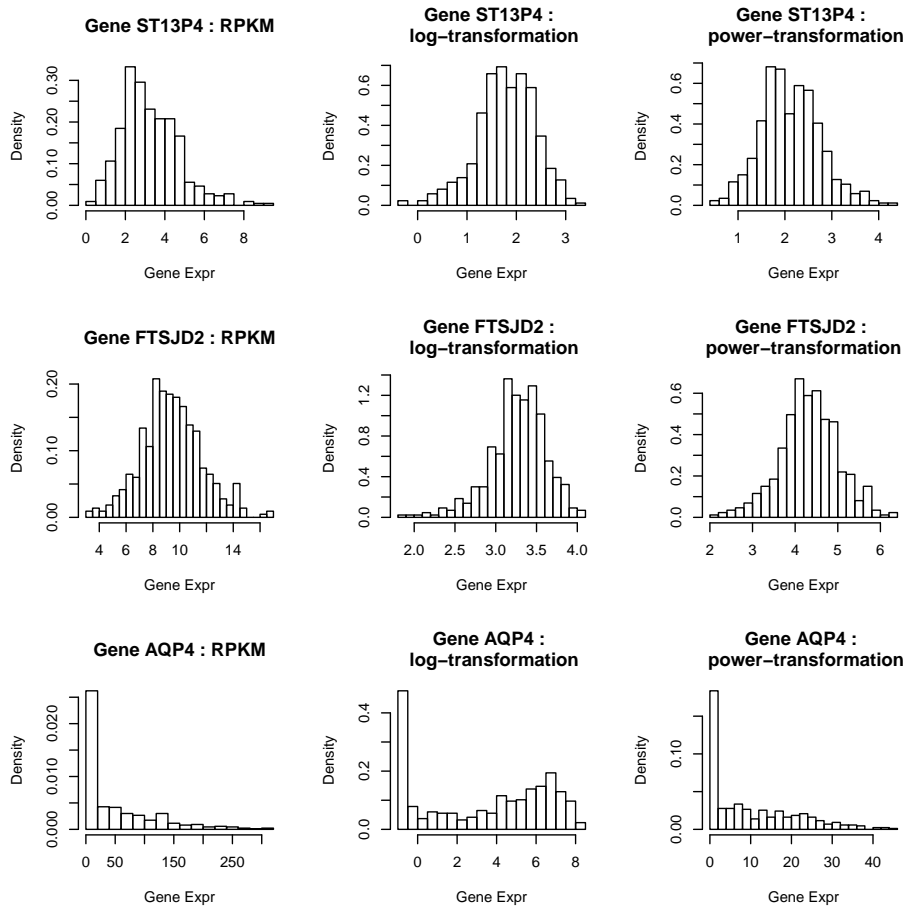 Gene ST13P4 : RPKM
Density
0.00 0.10 0.20 0.30
0 2 4 6 8
Gene Expr
Gene ST13P4 :
log−transformation
Density
0.0 0.2 0.4 0.6
0 1 2 3
Gene Expr
Gene ST13P4 :
power−transformation
Density
0.0 0.2 0.4 0.6
1 2 3 4
Gene Expr
Gene FTSJD2 : RPKM
Density
0.00 0.10 0.20
4 6 8 10 14
Gene Expr
Gene FTSJD2 :
log−transformation
Density
0.0 0.4 0.8 1.2
2.0 2.5 3.0 3.5 4.0
Gene Expr
Gene FTSJD2 :
power−transformation
Density
0.0 0.2 0.4 0.6
2 3 4 5 6
Gene Expr
Gene AQP4 : RPKM
Density
0.000 0.010 0.020
0 50 150 250
Gene Expr
Gene AQP4 :
log−transformation
Density
0.0 0.2 0.4
0 2 4 6 8
Gene Expr
Gene AQP4 :
power−transformation
Density
0.00 0.10
0 10 20 30 40
Gene Expr